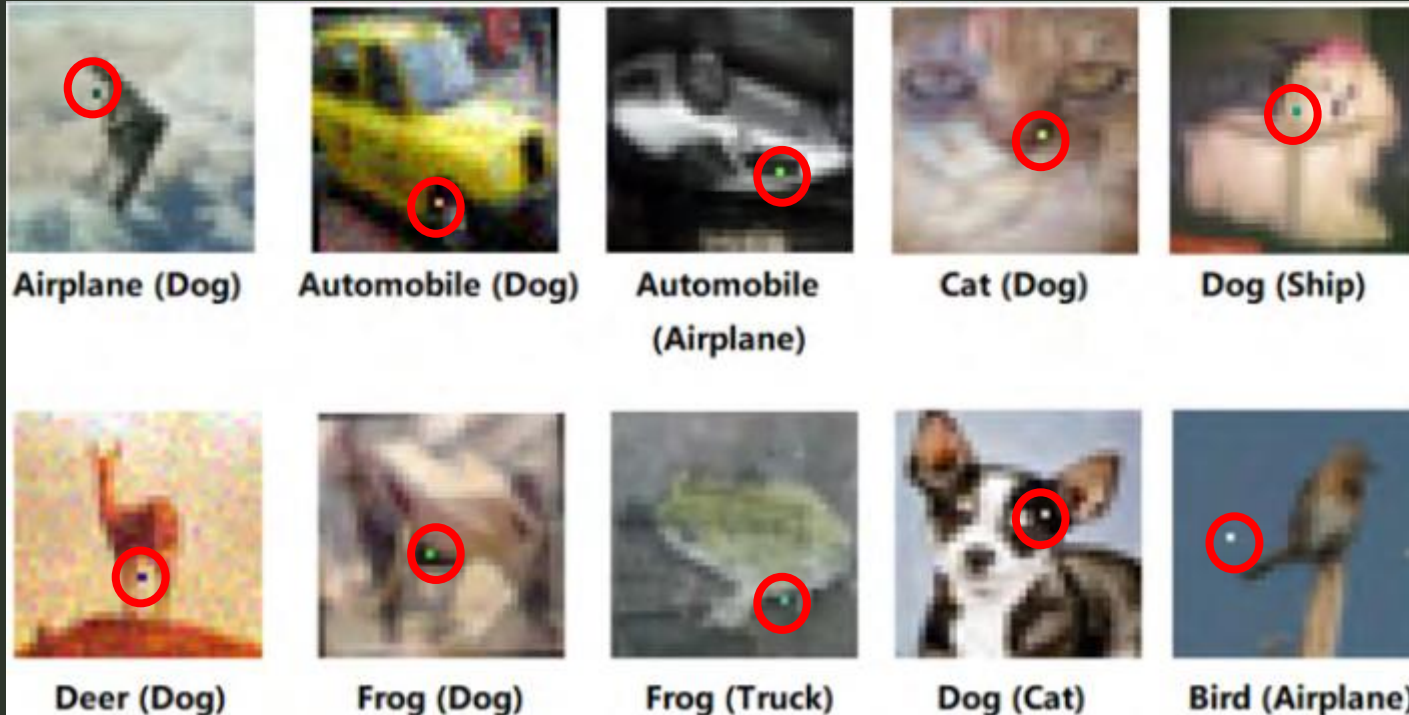 Airplane (Dog)
Automobile (Dog)
Automobile
(Airplane)
Cat (Dog)
Dog (Ship)
Deer (Dog)
Frog (Dog)
Frog (Truck)
Dog (Cat)
Bird (Airplane)